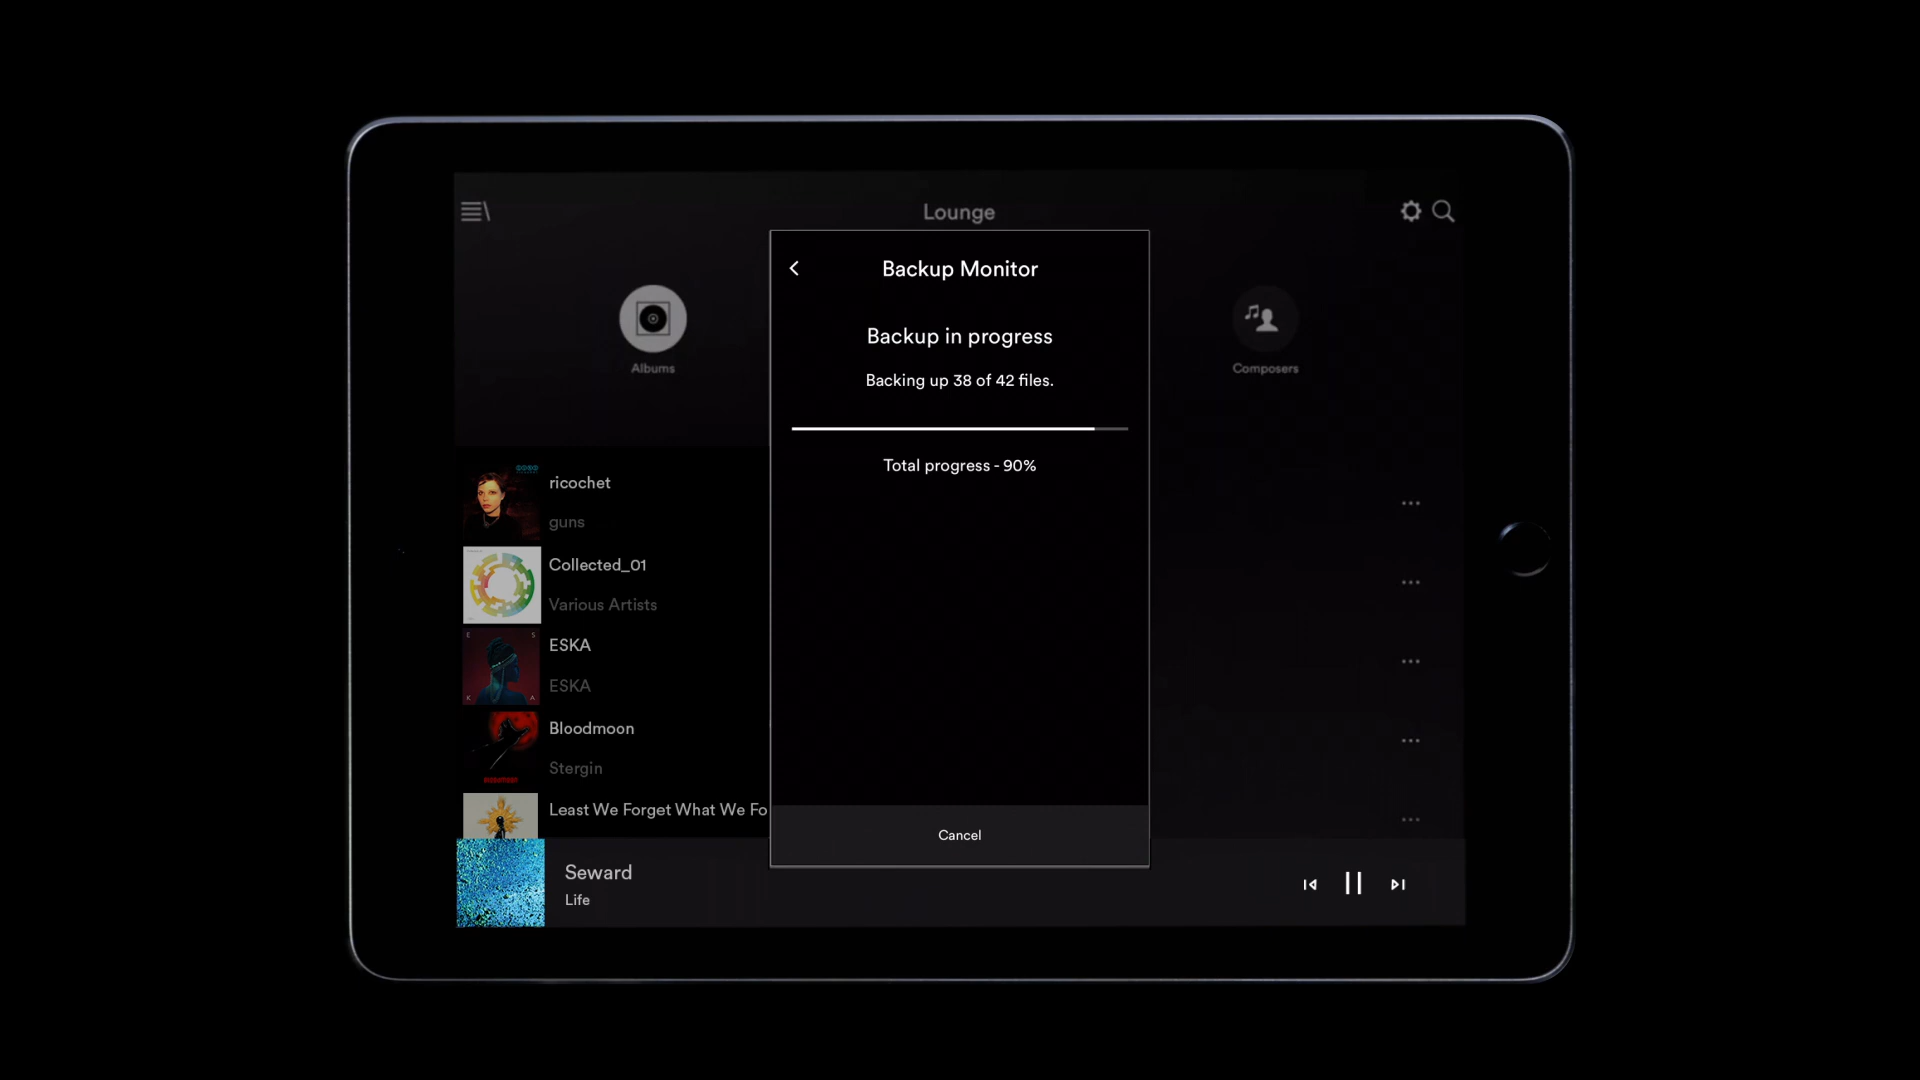 Lounge
Backup Monitor
Backup in progress
Backing up 38 of 42 files.
Total progress - 90%
Cancel
Albums
Composers
ricochet
guns
Collected_01
Various Artists
ESKA
ESKA
E S
K A
Bloodmoon
Stergin
Least We Forget What We Fo
Seward
Life